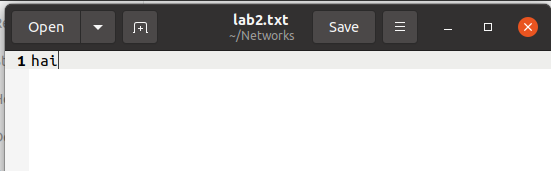 Open
lab2.txt
~/Networks
Save
1 hai